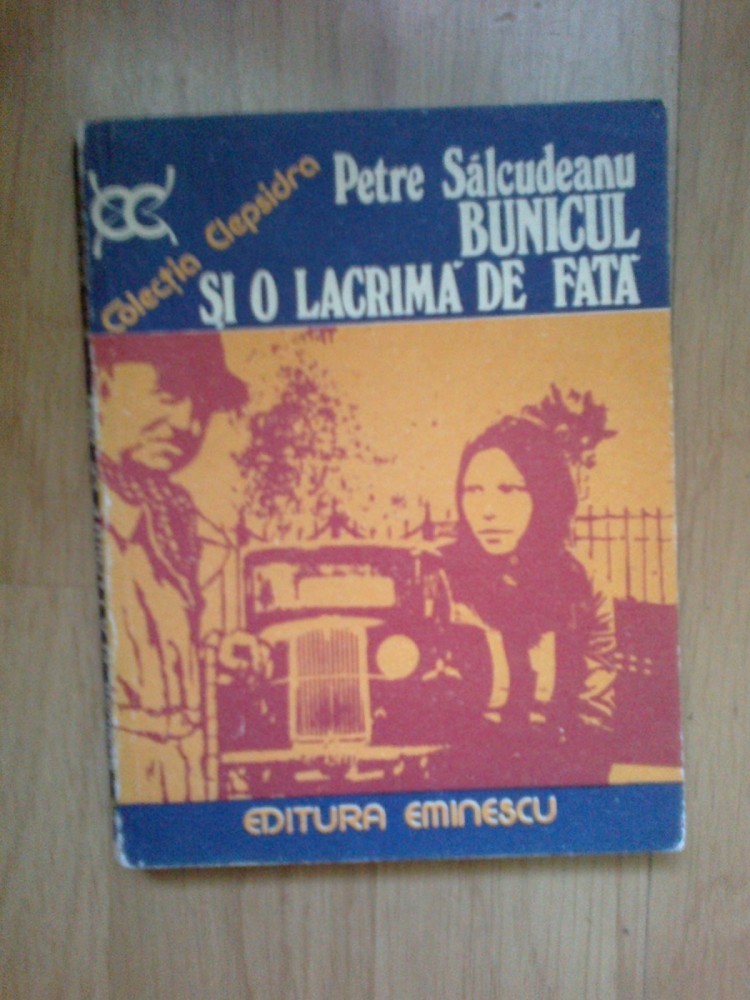 Petre Sălcudeanu
BUNICUL
ȘI O LACRIMĂ DE FATĂ
Colecția Clepsidra
EDITURA EMINESCU